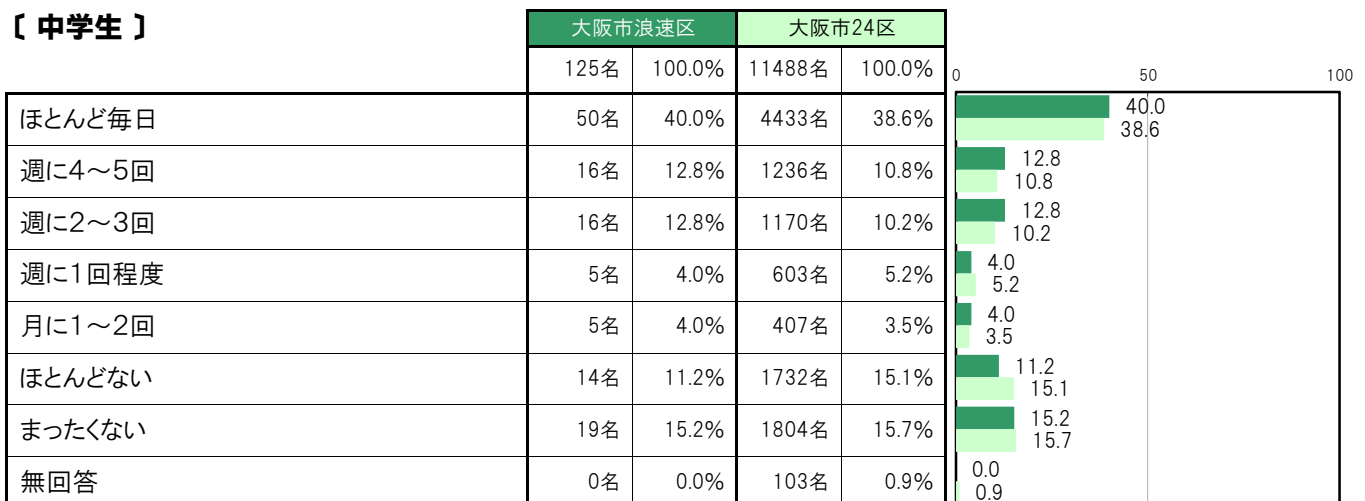 〔 中学生 〕
大阪市浪速区 大阪市24区
125名 100.0% 11488名 100.0%
0 50 100
ほとんど毎日 50名 40.0% 4433名 38.6% 40.0
38.6
週に4～5回 16名 12.8% 1236名 10.8% 12.8
10.8
週に2～3回 16名 12.8% 1170名 10.2% 12.8
10.2
週に1回程度 5名 4.0% 603名 5.2% 4.0
5.2
月に1～2回 5名 4.0% 407名 3.5% 4.0
3.5
ほとんどない 14名 11.2% 1732名 15.1% 11.2
15.1
まったくない 19名 15.2% 1804名 15.7% 15.2
15.7
無回答 0名 0.0% 103名 0.9% 0.0
0.9